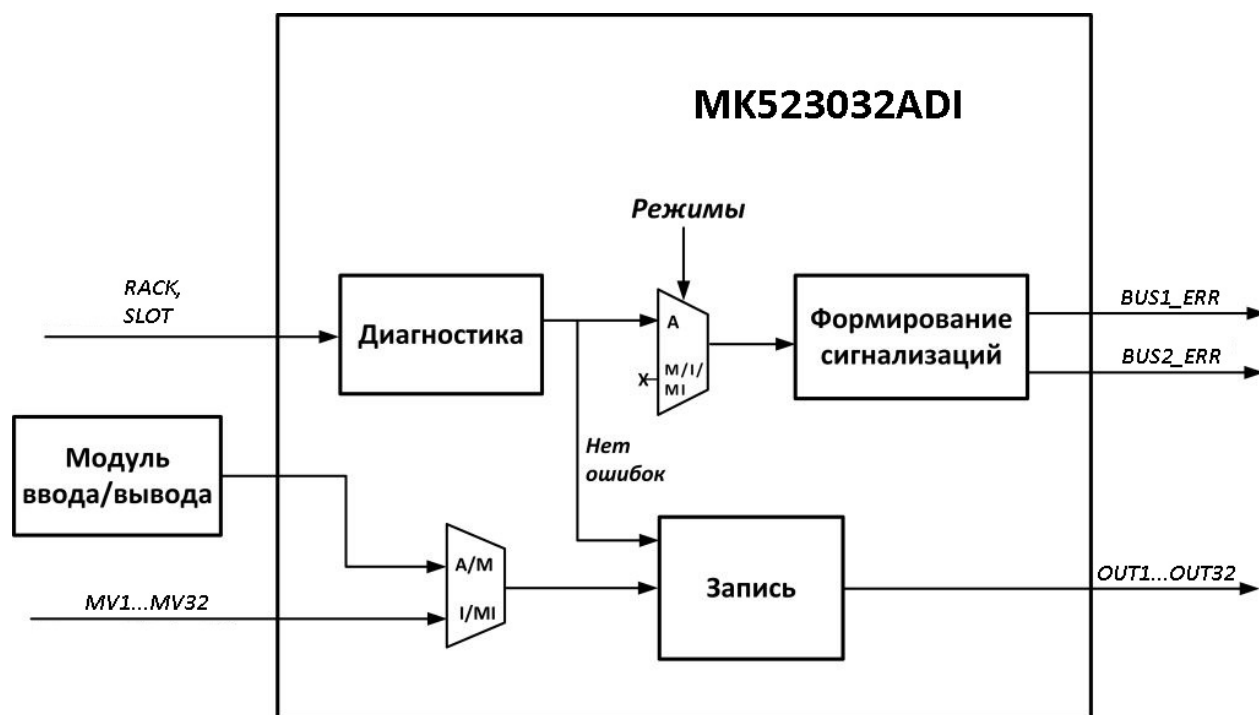 MK523032ADI
Режимы
RACK,
SLOT
Диагностика
A
M/I/
MI
X
Формирование
сигнализаций
BUS1_ERR
BUS2_ERR
Модуль
ввода/вывода
Нет
ошибок
A/M
I/MI
MV1...MV32
Запись
OUT1...OUT32